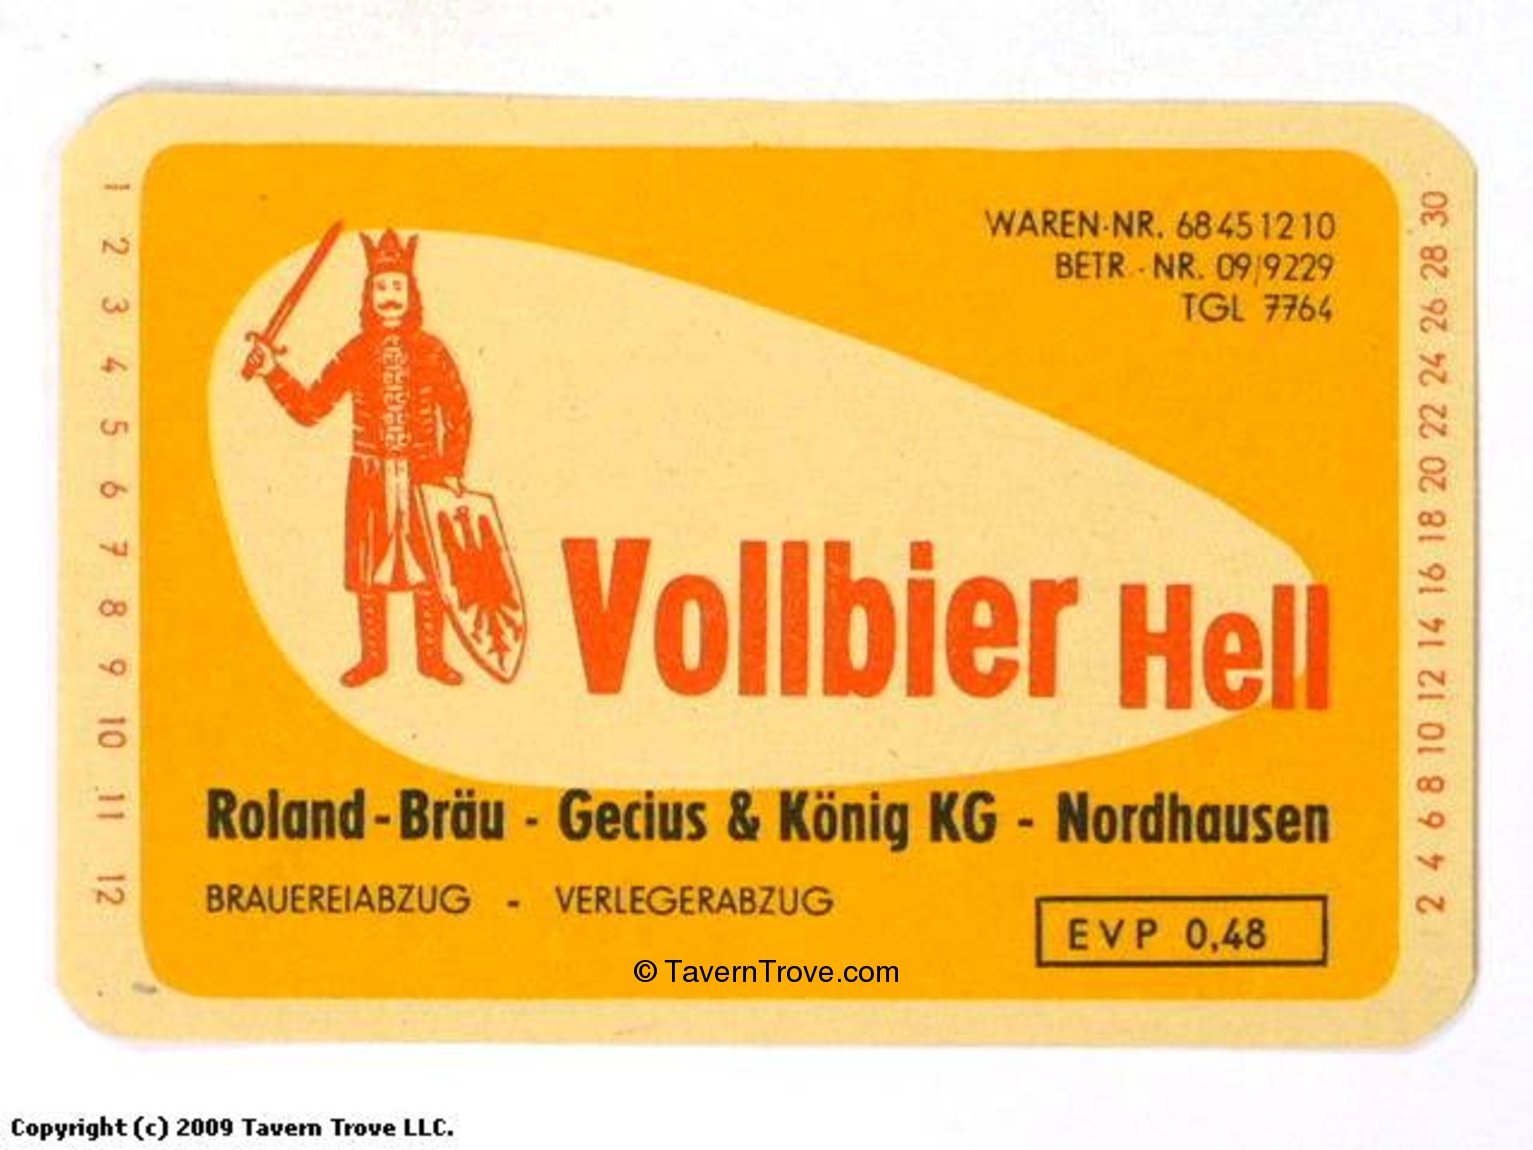 WAREN-NR. 68451210
BETR.-NR. 09/9229
TGL 7764
Vollbier Hell
Roland-Bräu - Gecius & König KG - Nordhausen
BRAUEREIABZUG - VERLEGERABZUG
EVP 0,48
1 2 3 4 5 6 7 8 9 10 11 12
2 4 6 8 10 12 14 16 18 20 22 24 26 28 30
© TavernTrove.com
Copyright (c) 2009 Tavern Trove LLC.